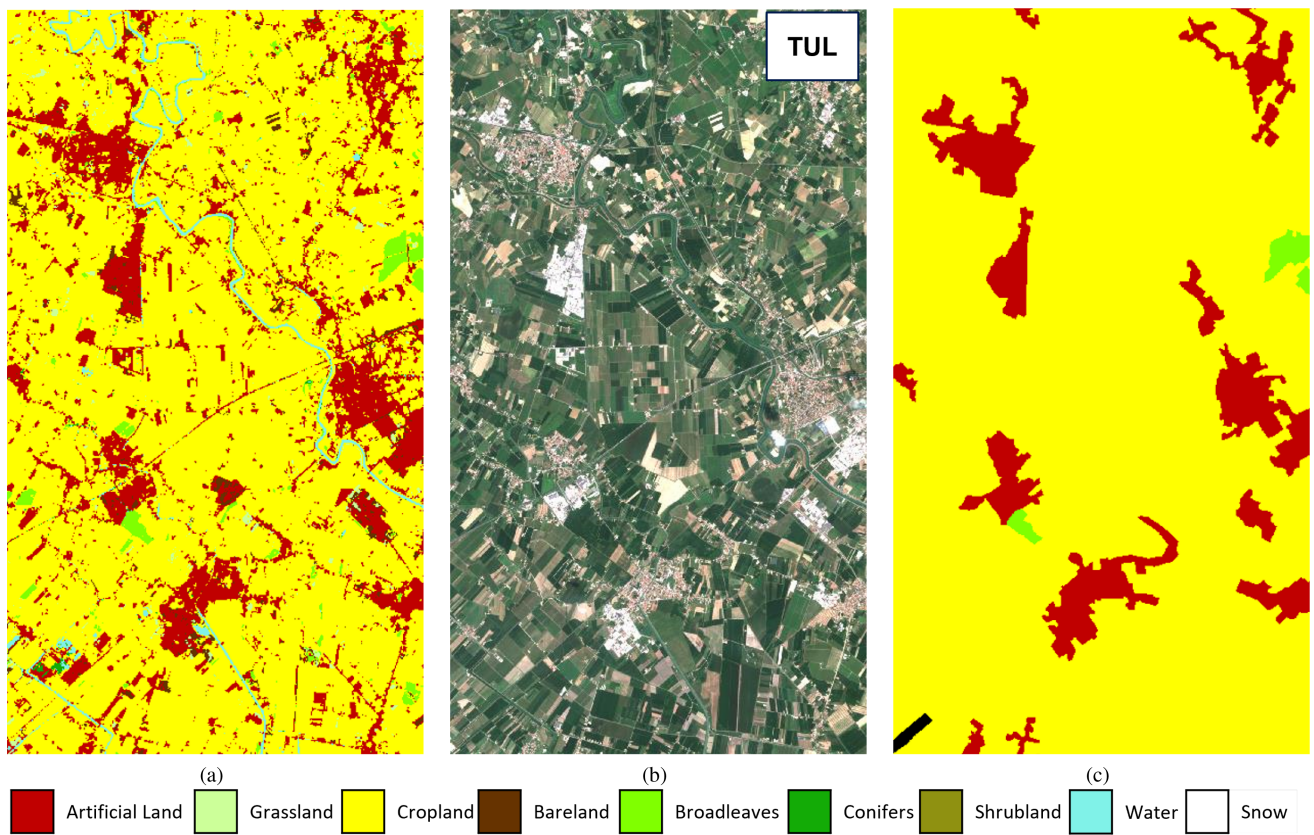 TUL
(a)
(b)
(c)
Artificial Land
Grassland
Cropland
Bareland
Broadleaves
Conifers
Shrubland
Water
Snow